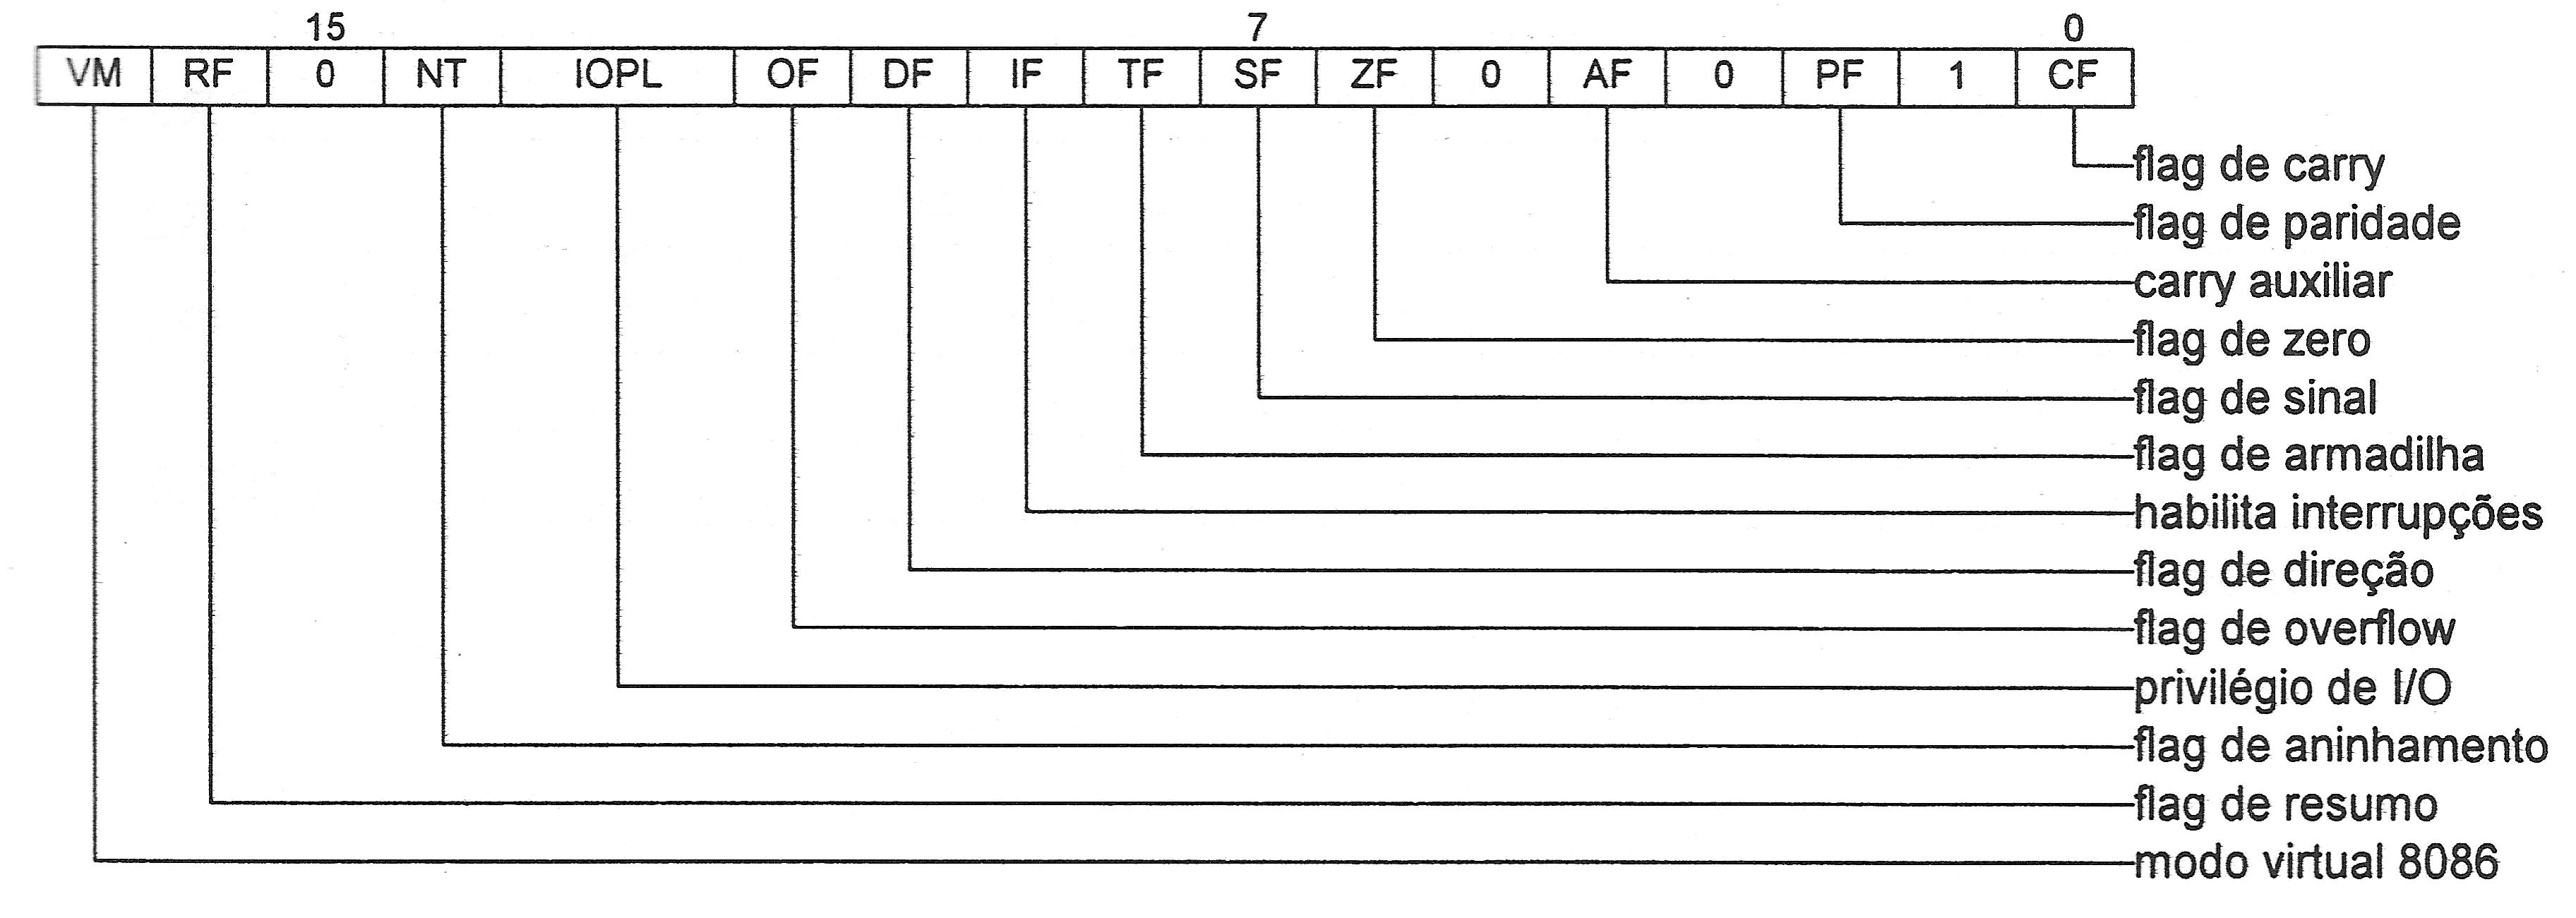 15 7 0
VM RF 0 NT IOPL OF DF IF TF SF ZF 0 AF 0 PF 1 CF
flag de carry
flag de paridade
carry auxiliar
flag de zero
flag de sinal
flag de armadilha
habilita interrupções
flag de direção
flag de overflow
privilégio de I/O
flag de aninhamento
flag de resumo
modo virtual 8086